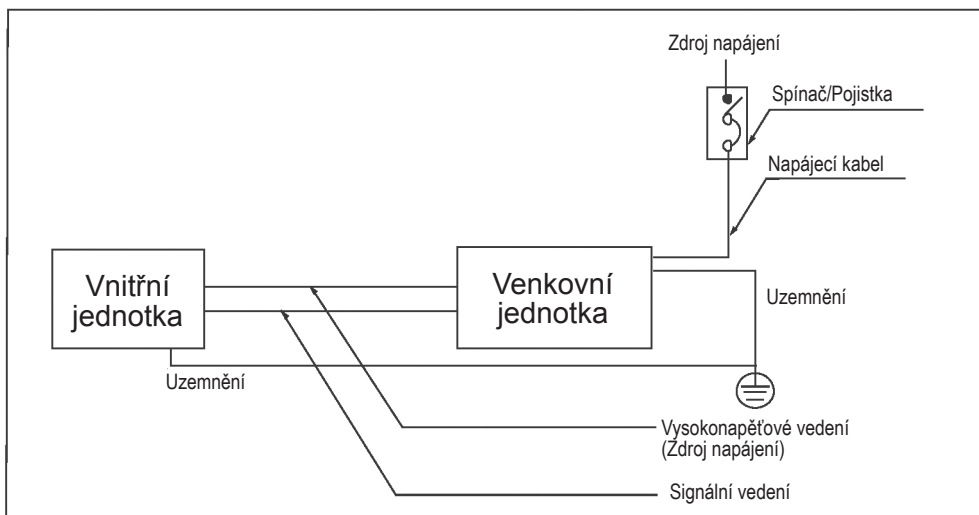 Zdroj napájení
Spínač/Pojistka
Napájecí kabel
Vnitřní
jednotka
Venkovní
jednotka
Uzemnění
Uzemnění
Vysokonapěťové vedení
(Zdroj napájení)
Signální vedení